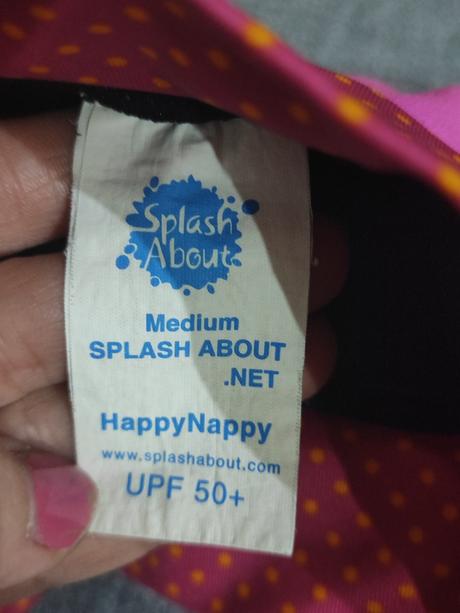 Splash
About
Medium
SPLASH ABOUT
.NET
HappyNappy
www.splashabout.com
UPF 50+